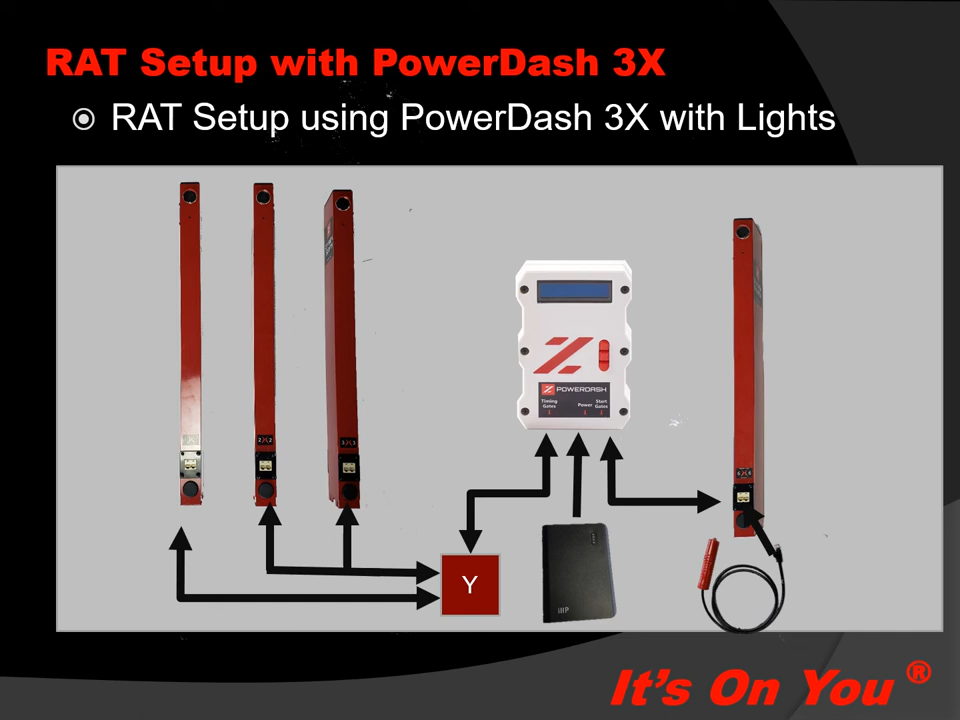 RAT Setup with PowerDash 3X
RAT Setup using PowerDash 3X with Lights
POWERDASH
Timing Gates
Power
Start Gates
Y
It's On You ®